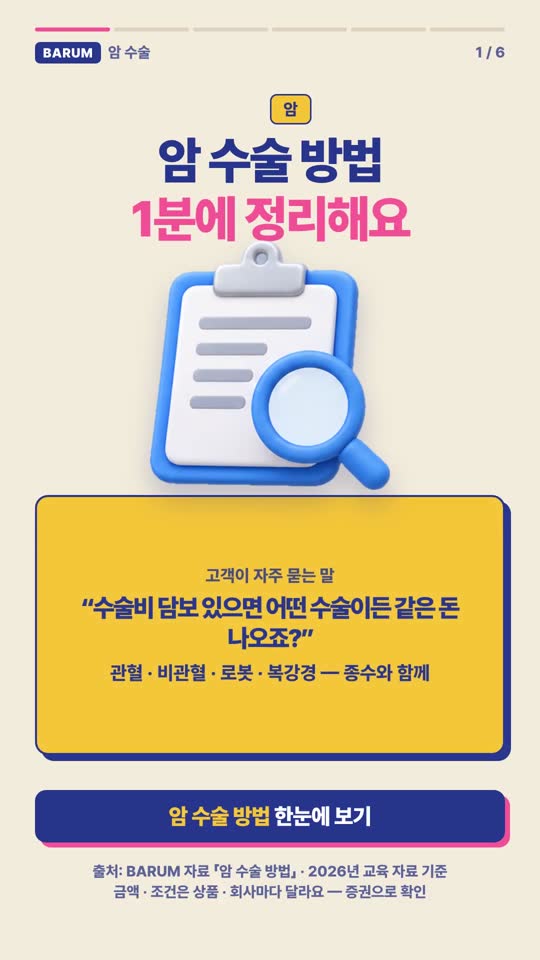 BARUM 암 수술 1 / 6
암
암 수술 방법
1분에 정리해요
고객이 자주 묻는 말
“수술비 담보 있으면 어떤 수술이든 같은 돈
나오죠?”
관혈 · 비관혈 · 로봇 · 복강경 — 종수와 함께
암 수술 방법 한눈에 보기
출처: BARUM 자료 『암 수술 방법』 · 2026년 교육 자료 기준
금액 · 조건은 상품 · 회사마다 달라요 — 증권으로 확인